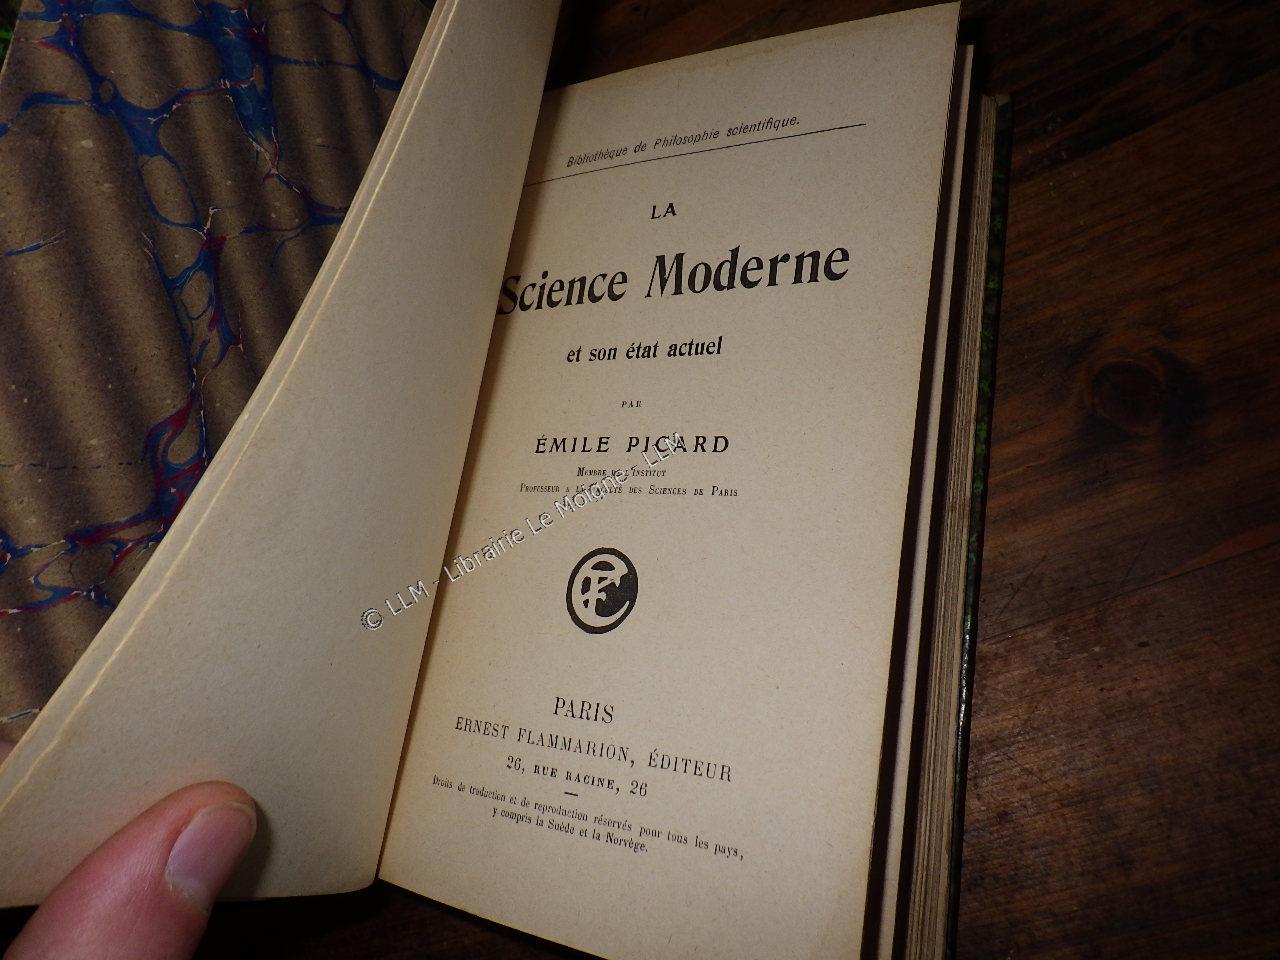 Bibliothèque de Philosophie scientifique.
LA
Science Moderne
et son état actuel
PAR
ÉMILE PICARD
MEMBRE DE L'INSTITUT
PROFESSEUR A LA FACULTÉ DES SCIENCES DE PARIS
PARIS
ERNEST FLAMMARION, ÉDITEUR
26, RUE RACINE, 26
Droits de traduction et de reproduction réservés pour tous les pays,
y compris la Suède et la Norvège.
© LLM - Librairie Le Moigne - LLM